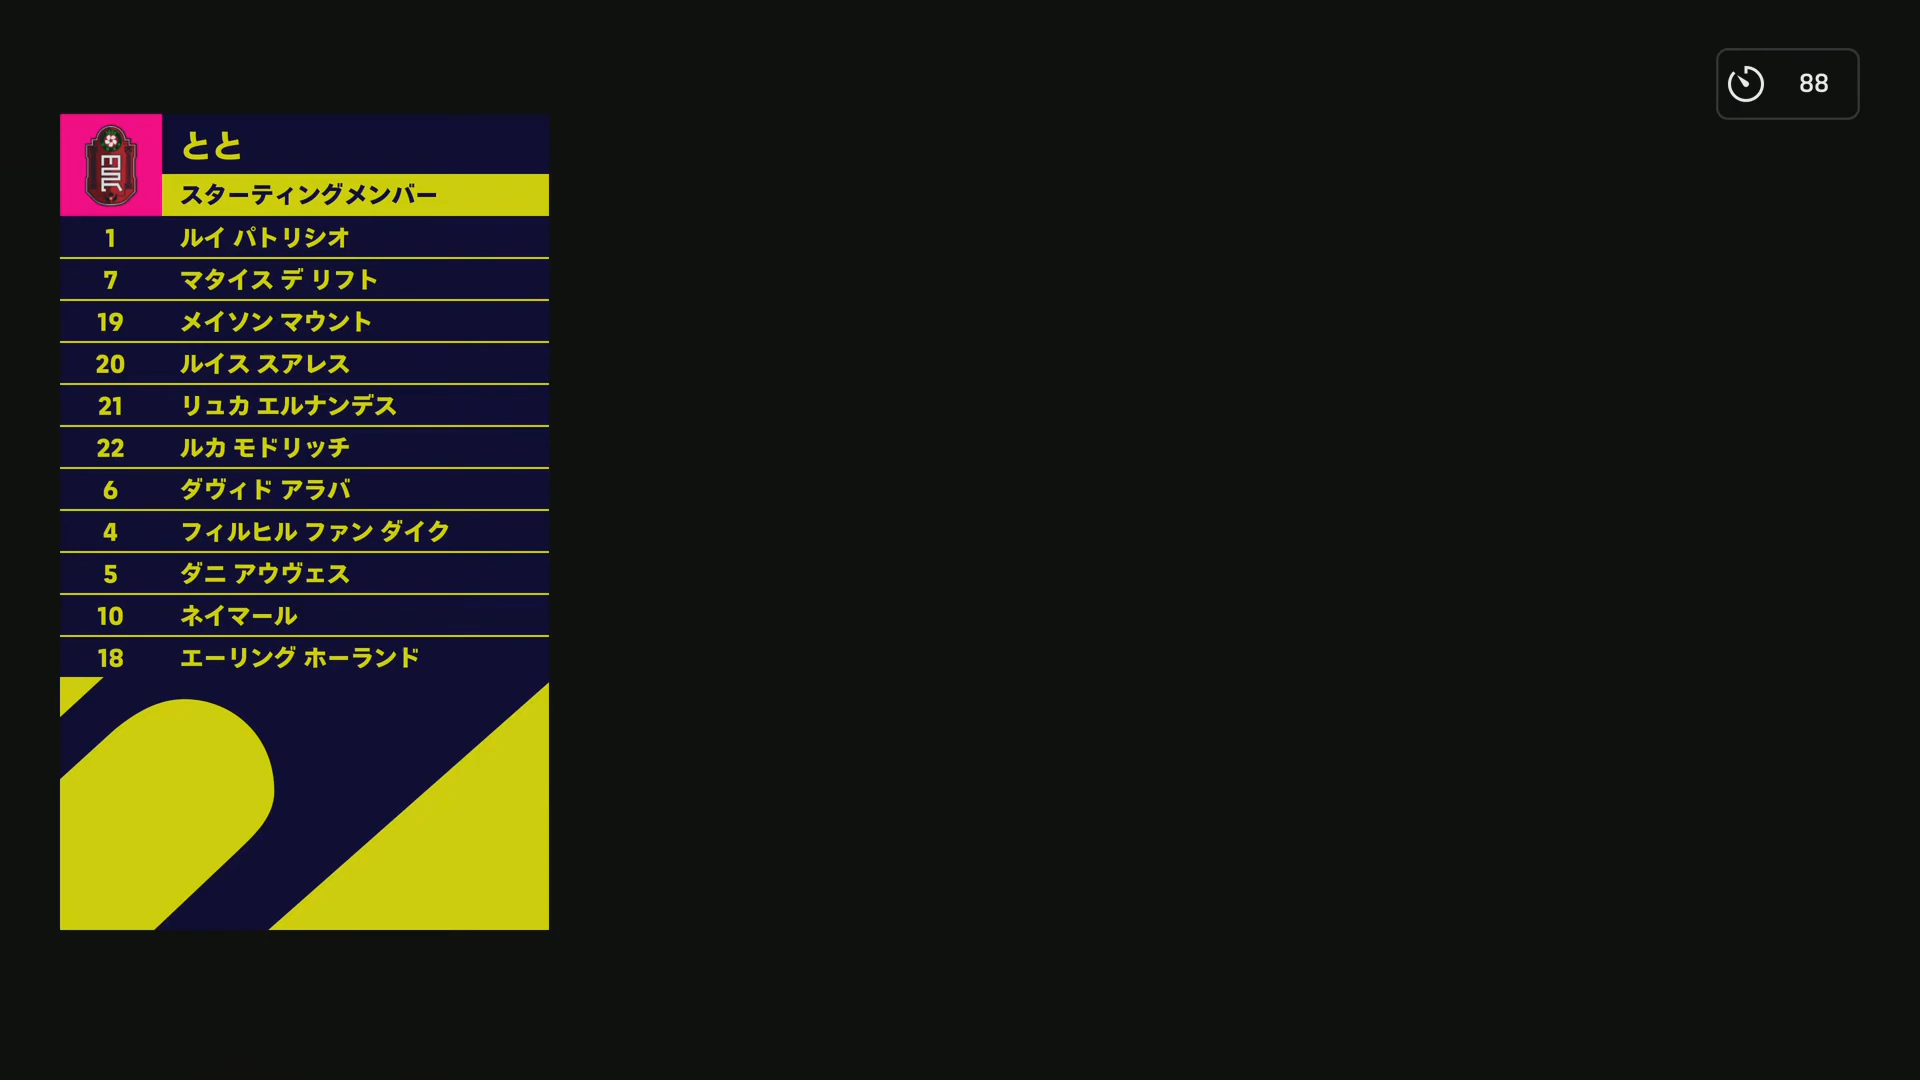 88
とと
スターティングメンバー
1 ルイ パトリシオ
7 マタイス デ リフト
19 メイソン マウント
20 ルイス スアレス
21 リュカ エルナンデス
22 ルカ モドリッチ
6 ダヴィド アラバ
4 フィルヒル ファン ダイク
5 ダニ アウヴェス
10 ネイマール
18 エーリング ホーランド